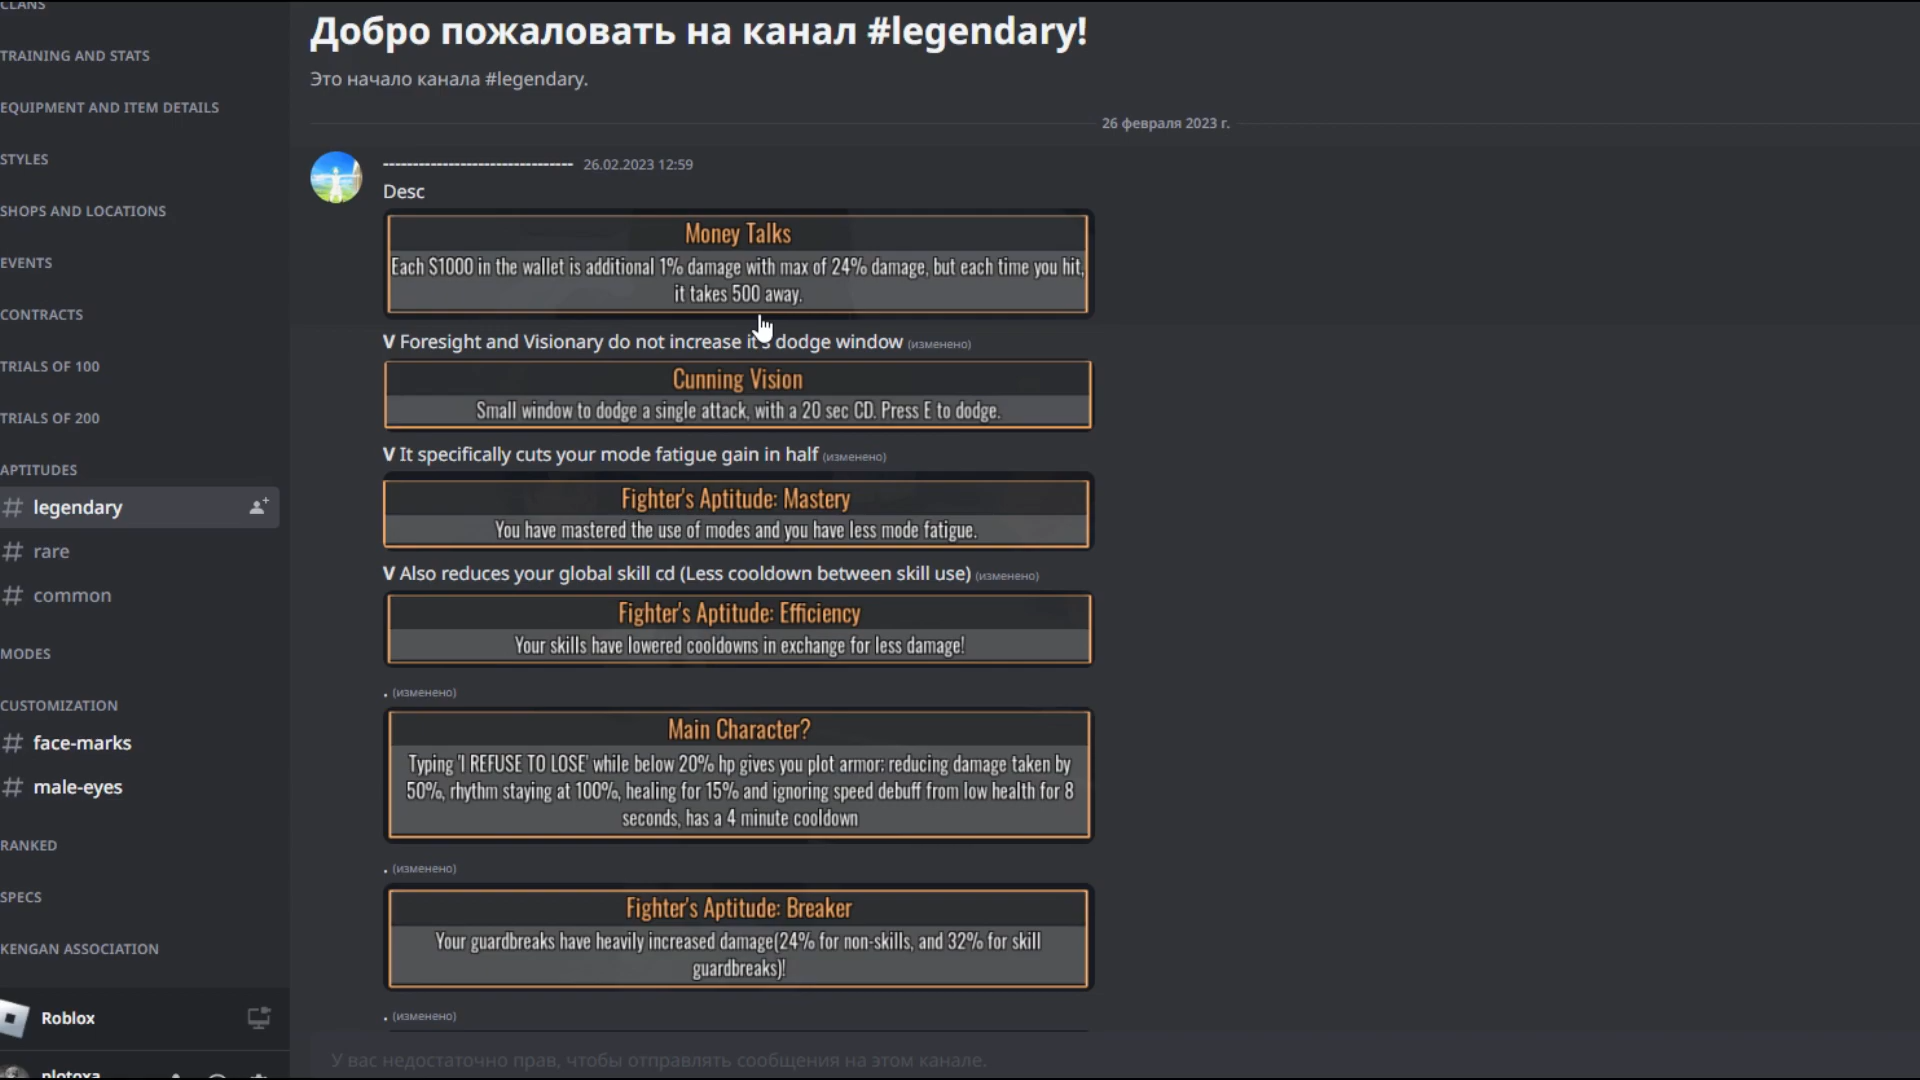 CLANS
TRAINING AND STATS
EQUIPMENT AND ITEM DETAILS
STYLES
SHOPS AND LOCATIONS
EVENTS
CONTRACTS
TRIALS OF 100
TRIALS OF 200
APTITUDES
# legendary
# rare
# common
MODES
CUSTOMIZATION
# face-marks
# male-eyes
RANKED
SPECS
KENGAN ASSOCIATION
Roblox
plotoxa
Добро пожаловать на канал #legendary!
Это начало канала #legendary.
26 февраля 2023 г.
-------------------------------- 26.02.2023 12:59
Desc
Money Talks
Each $1000 in the wallet is additional 1% damage with max of 24% damage, but each time you hit,
it takes 500 away.
V Foresight and Visionary do not increase it's dodge window (изменено)
Cunning Vision
Small window to dodge a single attack, with a 20 sec CD. Press E to dodge.
V It specifically cuts your mode fatigue gain in half (изменено)
Fighter's Aptitude: Mastery
You have mastered the use of modes and you have less mode fatigue.
V Also reduces your global skill cd (Less cooldown between skill use) (изменено)
Fighter's Aptitude: Efficiency
Your skills have lowered cooldowns in exchange for less damage!
. (изменено)
Main Character?
Typing 'I REFUSE TO LOSE' while below 20% hp gives you plot armor: reducing damage taken by
50%, rhythm staying at 100%, healing for 15% and ignoring speed debuff from low health for 8
seconds, has a 4 minute cooldown
. (изменено)
Fighter's Aptitude: Breaker
Your guardbreaks have heavily increased damage(24% for non-skills, and 32% for skill
guardbreaks)!
. (изменено)
У вас недостаточно прав, чтобы отправлять сообщения на этом канале.